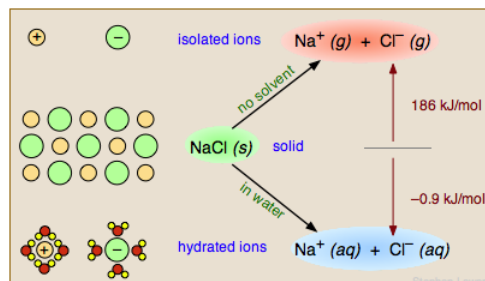 isolated ions
Na⁺ (g) + Cl⁻ (g)
no solvent
186 kJ/mol
NaCl (s)
solid
in water
–0.9 kJ/mol
hydrated ions
Na⁺ (aq) + Cl⁻ (aq)